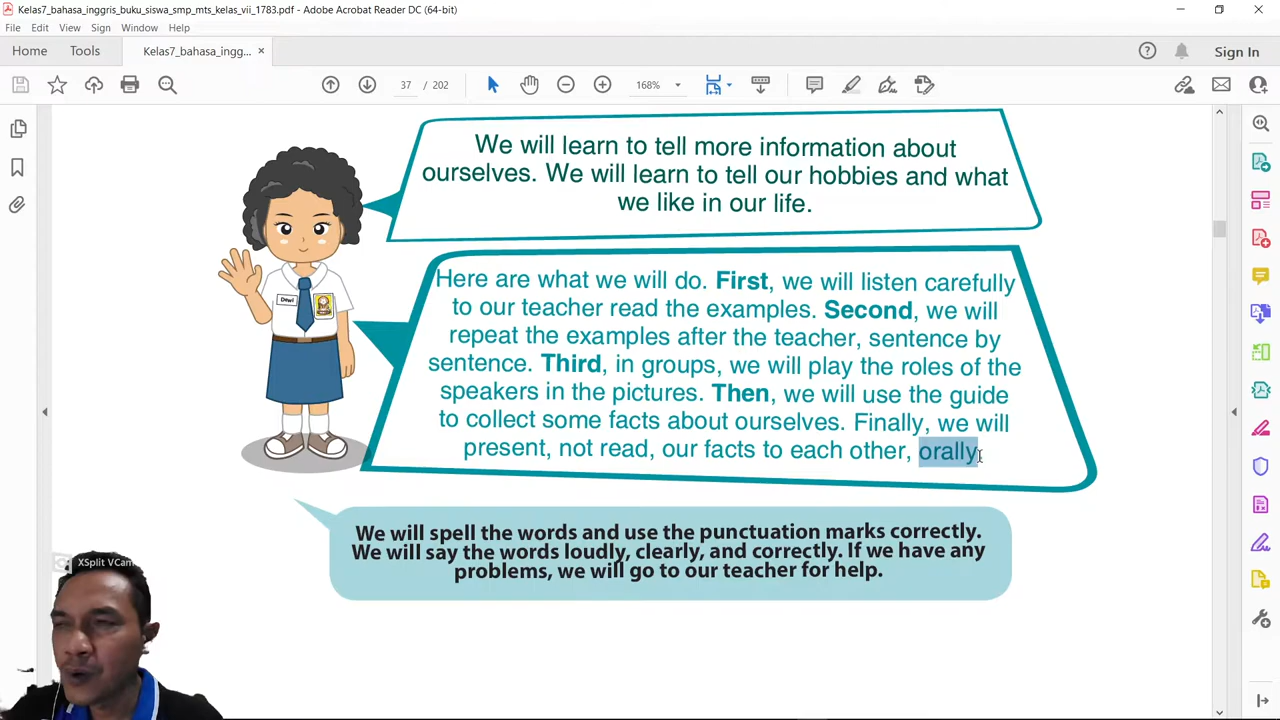 Kelas7_bahasa_inggris_buku_siswa_smp_mts_kelas_vii_1783.pdf - Adobe Acrobat Reader DC (64-bit)
File Edit View Sign Window Help
Home Tools Kelas7_bahasa_ingg... × Sign In
37 / 202 168%
We will learn to tell more information about
ourselves. We will learn to tell our hobbies and what
we like in our life.
Dewi
Here are what we will do. First, we will listen carefully
to our teacher read the examples. Second, we will
repeat the examples after the teacher, sentence by
sentence. Third, in groups, we will play the roles of the
speakers in the pictures. Then, we will use the guide
to collect some facts about ourselves. Finally, we will
present, not read, our facts to each other, orally
We will spell the words and use the punctuation marks correctly.
We will say the words loudly, clearly, and correctly. If we have any
problems, we will go to our teacher for help.
XSplit VCam